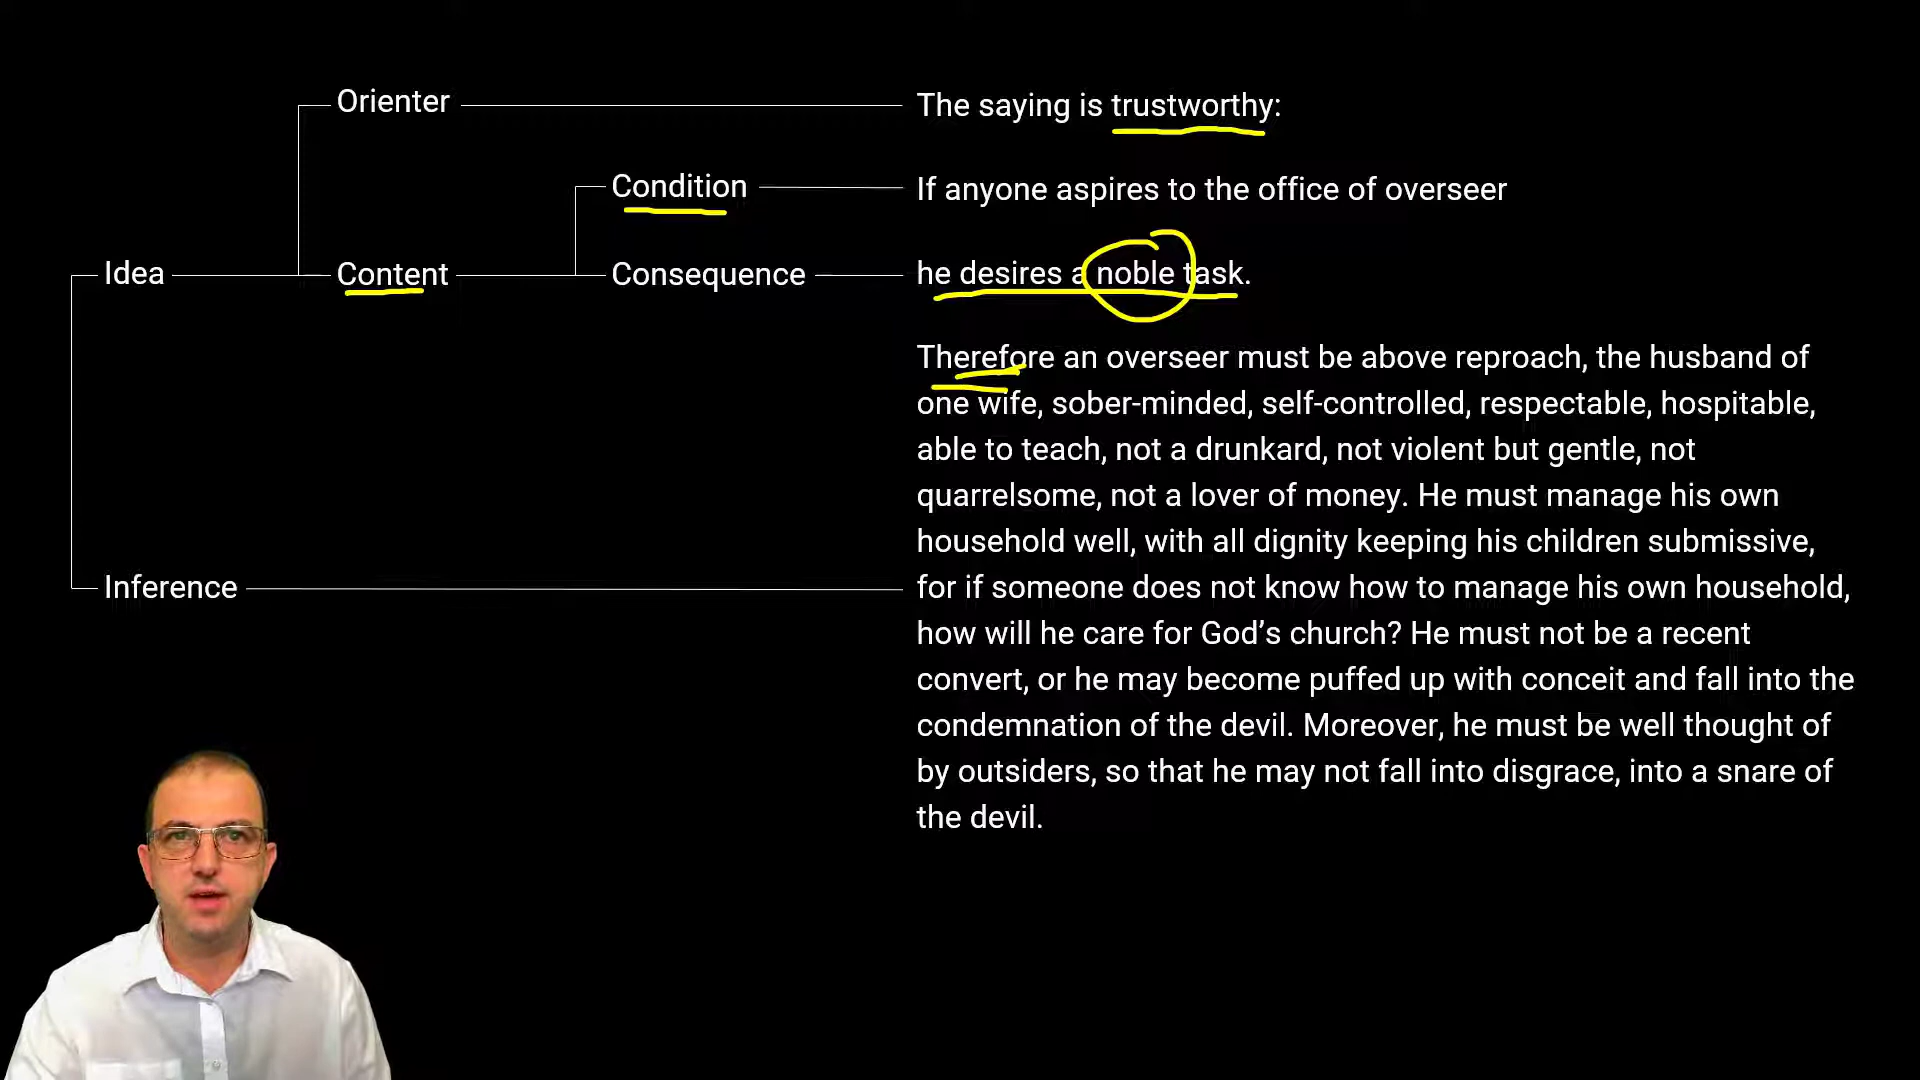 Orienter The saying is trustworthy:
Condition If anyone aspires to the office of overseer
Idea Content Consequence he desires a noble task.
Therefore an overseer must be above reproach, the husband of
one wife, sober-minded, self-controlled, respectable, hospitable,
able to teach, not a drunkard, not violent but gentle, not
quarrelsome, not a lover of money. He must manage his own
household well, with all dignity keeping his children submissive,
Inference for if someone does not know how to manage his own household,
how will he care for God’s church? He must not be a recent
convert, or he may become puffed up with conceit and fall into the
condemnation of the devil. Moreover, he must be well thought of
by outsiders, so that he may not fall into disgrace, into a snare of
the devil.